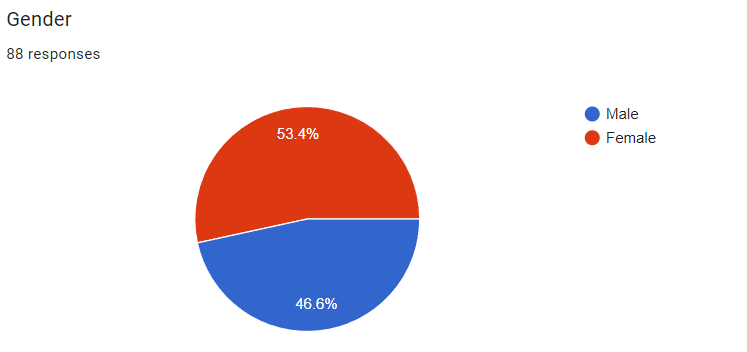 Gender
88 responses
53.4%
46.6%
Male
Female